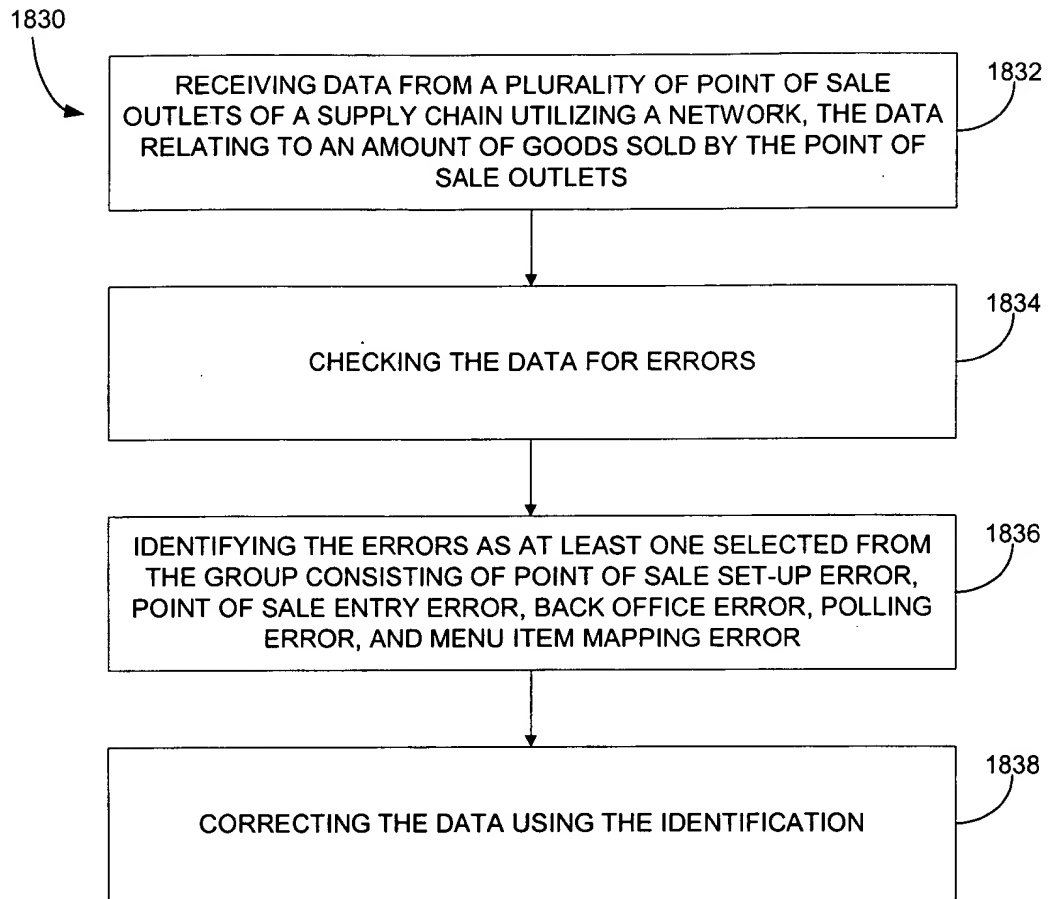 1830
RECEIVING DATA FROM A PLURALITY OF POINT OF SALE
OUTLETS OF A SUPPLY CHAIN UTILIZING A NETWORK, THE DATA
RELATING TO AN AMOUNT OF GOODS SOLD BY THE POINT OF
SALE OUTLETS
1832
CHECKING THE DATA FOR ERRORS
1834
IDENTIFYING THE ERRORS AS AT LEAST ONE SELECTED FROM
THE GROUP CONSISTING OF POINT OF SALE SET-UP ERROR,
POINT OF SALE ENTRY ERROR, BACK OFFICE ERROR, POLLING
ERROR, AND MENU ITEM MAPPING ERROR
1836
CORRECTING THE DATA USING THE IDENTIFICATION
1838